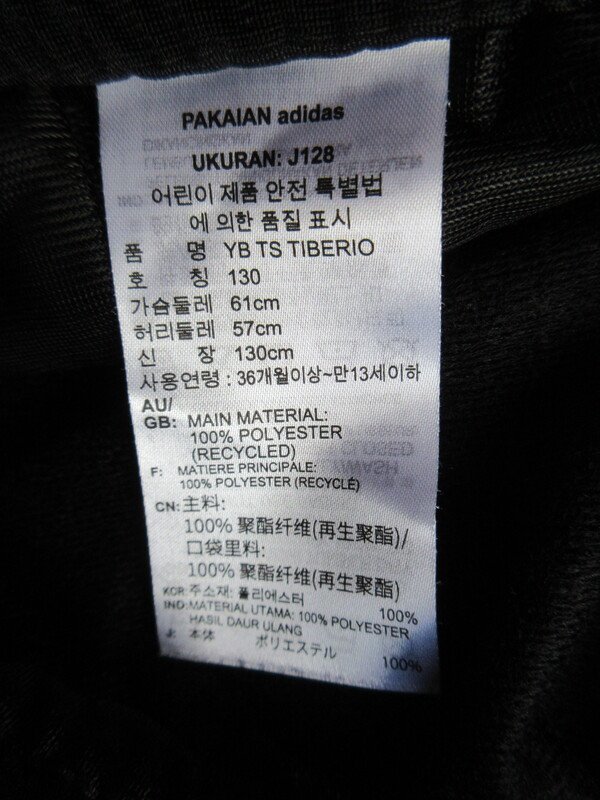 PAKAIAN adidas
UKURAN: J128
어린이 제품 안전 특별법
에 의한 품질 표시
품 명 YB TS TIBERIO
호 칭 130
가슴둘레 61cm
허리둘레 57cm
신 장 130cm
사용연령 : 36개월이상~만13세이하
AU/
GB: MAIN MATERIAL:
100% POLYESTER
(RECYCLED)
F: MATIERE PRINCIPALE:
100% POLYESTER (RECYCLÉ)
CN: 主料:
100% 聚酯纤维(再生聚酯)/
口袋里料:
100% 聚酯纤维(再生聚酯)
KOR: 주소재: 폴리에스터 100%
IND: MATERIAL UTAMA: 100% POLYESTER
HASIL DAUR ULANG
J: 本体 ポリエステル 100%